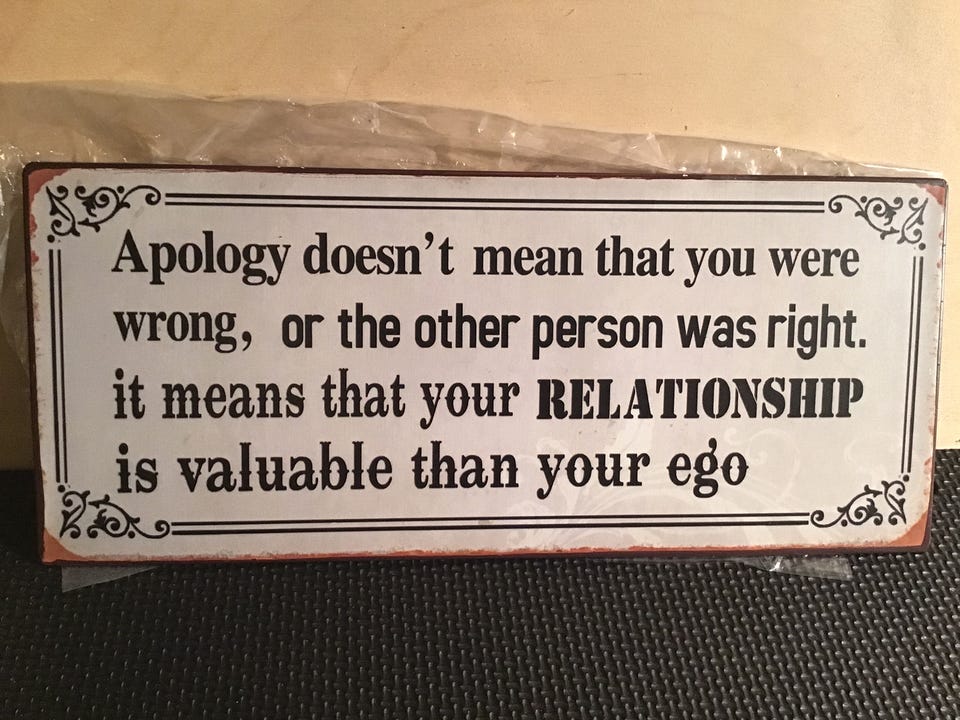 Apology doesn't mean that you were
wrong, or the other person was right.
it means that your RELATIONSHIP
is valuable than your ego